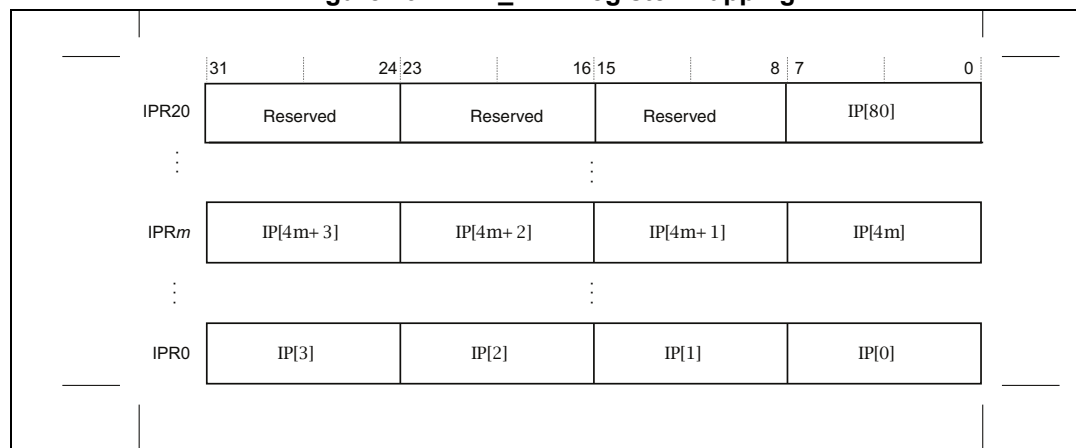 31 24 23 16 15 8 7 0
IPR20 Reserved Reserved Reserved IP[80]
IPRm IP[4m+3] IP[4m+2] IP[4m+1] IP[4m]
IPR0 IP[3] IP[2] IP[1] IP[0]